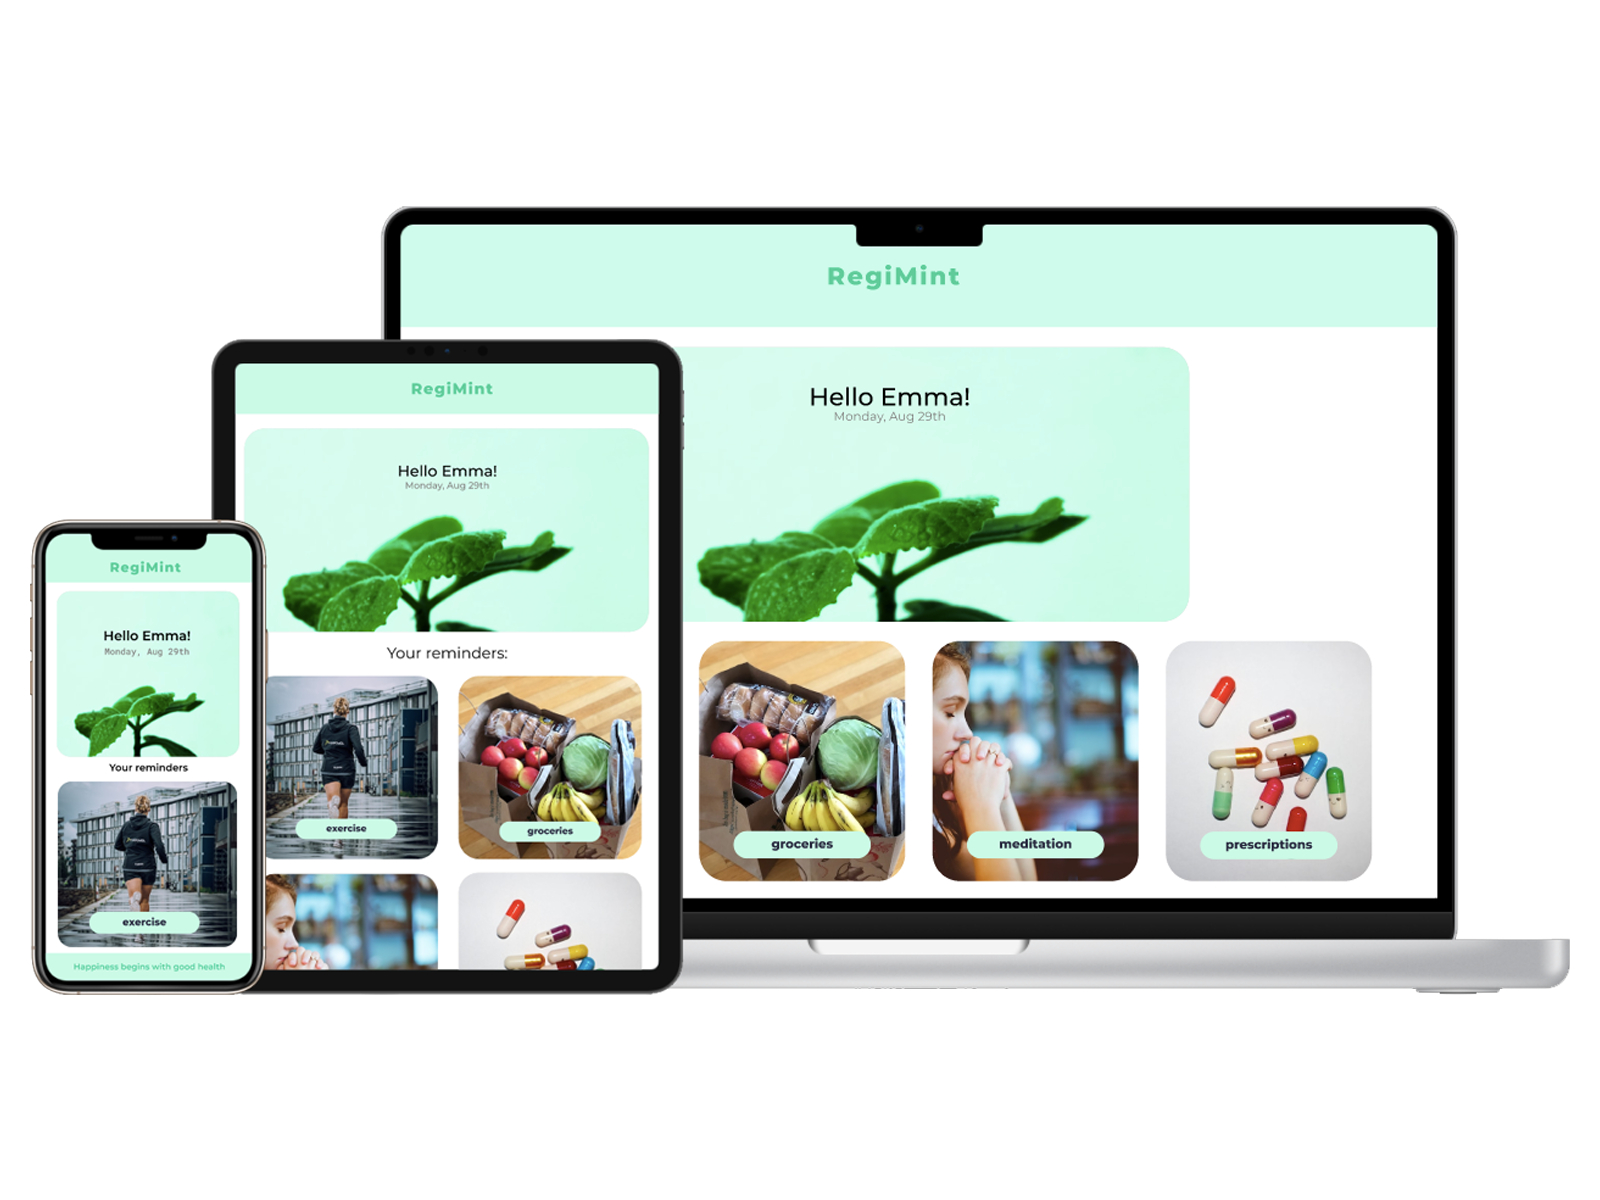 RegiMint
Hello Emma!
Monday, Aug 29th
groceries
meditation
prescriptions
RegiMint
Hello Emma!
Monday, Aug 29th
Your reminders:
exercise
groceries
RegiMint
Hello Emma!
Monday, Aug 29th
Your reminders
exercise
Happiness begins with good health